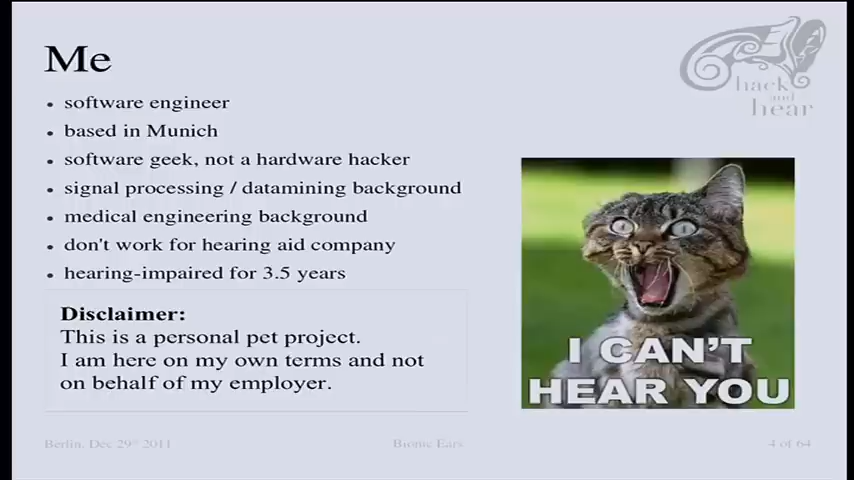 Me
hack
and
hear
software engineer
based in Munich
software geek, not a hardware hacker
signal processing / datamining background
medical engineering background
don't work for hearing aid company
hearing-impaired for 3.5 years
Disclaimer:
This is a personal pet project.
I am here on my own terms and not
on behalf of my employer.
I CAN'T
HEAR YOU
Berlin, Dec 29th 2011
Bionic Ears
4 of 64